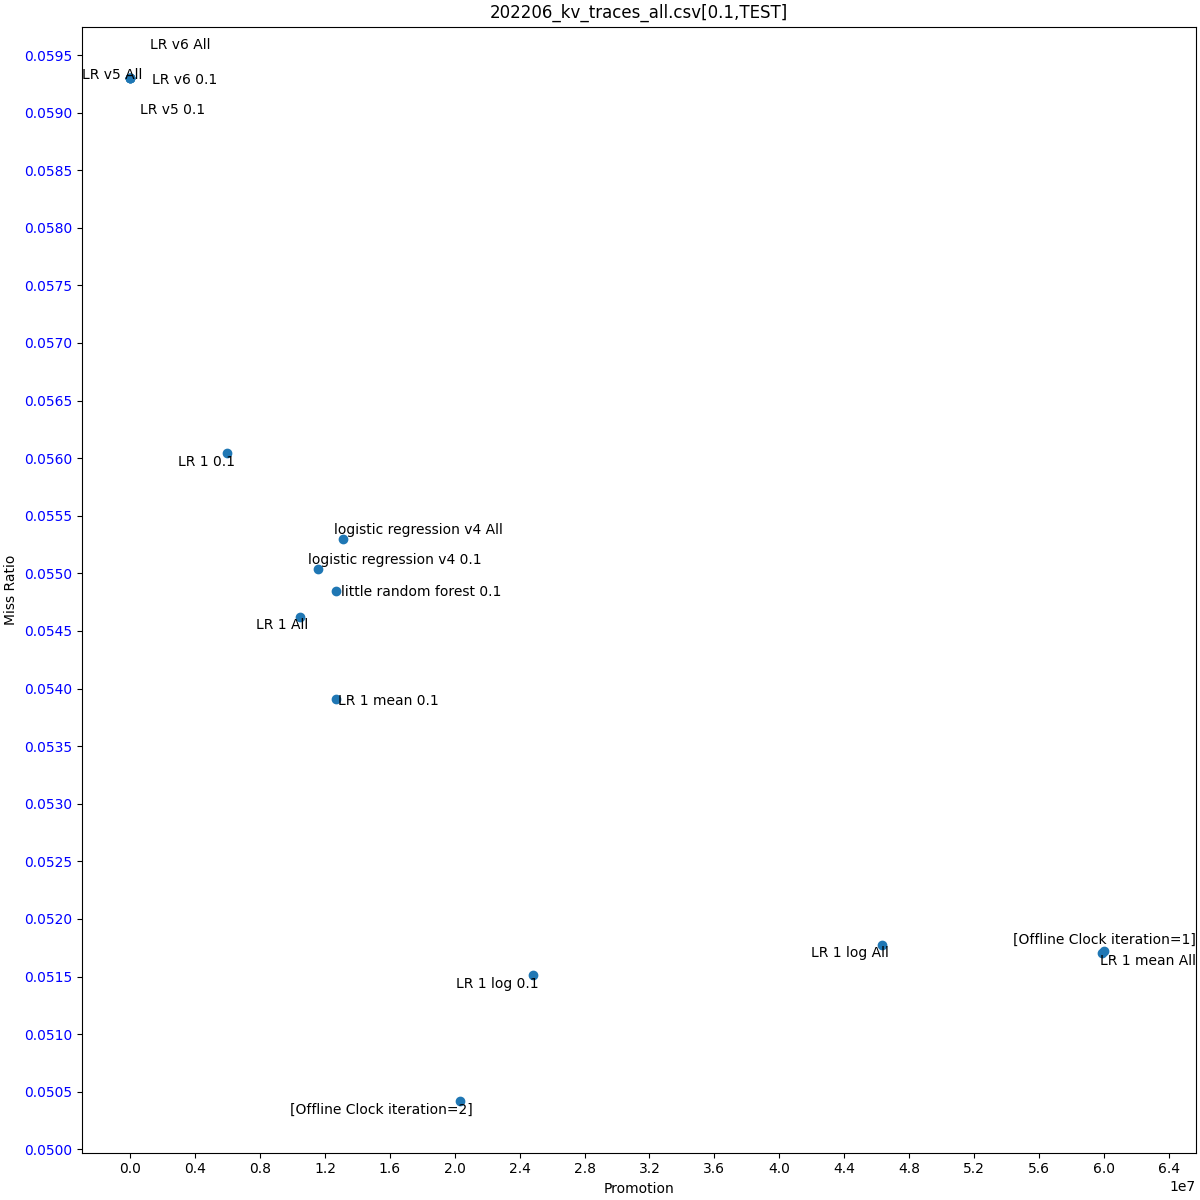 202206_kv_traces_all.csv[0.1,TEST]
LR v6 All
0.0595
LR v5 All
LR v6 0.1
LR v5 0.1
0.0590
0.0585
0.0580
0.0575
0.0570
0.0565
0.0560
LR 1 0.1
0.0555
logistic regression v4 All
logistic regression v4 0.1
0.0550
little random forest 0.1
Miss Ratio
0.0545
LR 1 All
0.0540
LR 1 mean 0.1
0.0535
0.0530
0.0525
0.0520
[Offline Clock iteration=1]
LR 1 log All
LR 1 mean All
0.0515
LR 1 log 0.1
0.0510
0.0505
[Offline Clock iteration=2]
0.0500
0.0 0.4 0.8 1.2 1.6 2.0 2.4 2.8 3.2 3.6 4.0 4.4 4.8 5.2 5.6 6.0 6.4
1e7
Promotion